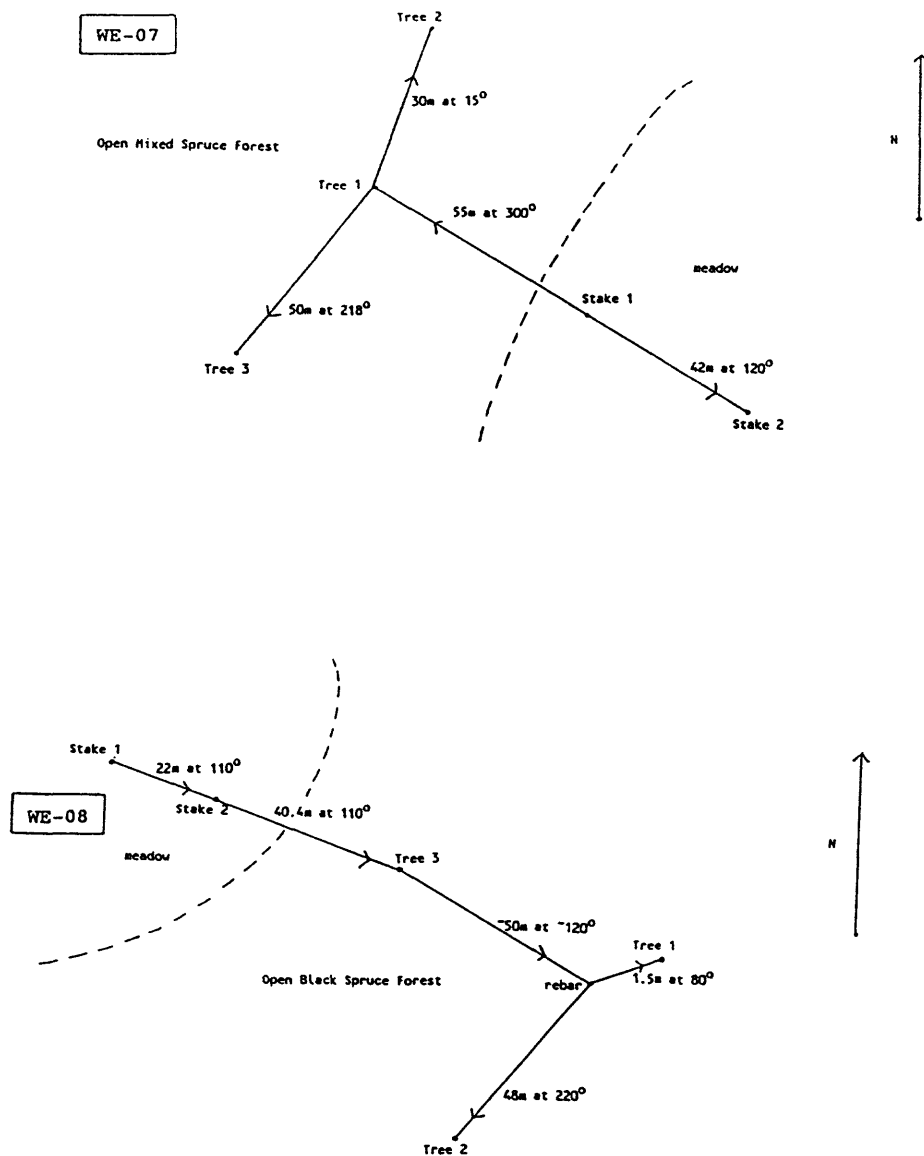 WE-07
Tree 2
30m at 15°
Open Mixed Spruce Forest
N
Tree 1
55m at 300°
meadow
Stake 1
50m at 218°
Tree 3
42m at 120°
Stake 2
Stake 1
22m at 110°
Stake 2
40.4m at 110°
WE-08
N
meadow
Tree 3
~50m at ~120°
Tree 1
Open Black Spruce Forest
rebar
1.5m at 80°
48m at 220°
Tree 2